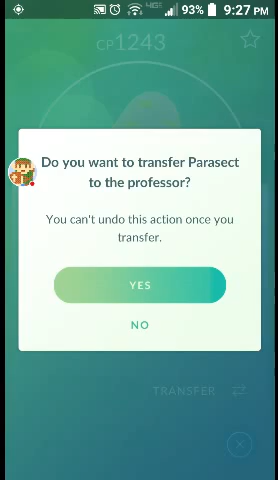 4G 93% 9:27 PM
CP1243
Do you want to transfer Parasect
to the professor?
You can't undo this action once you
transfer.
YES
NO
TRANSFER